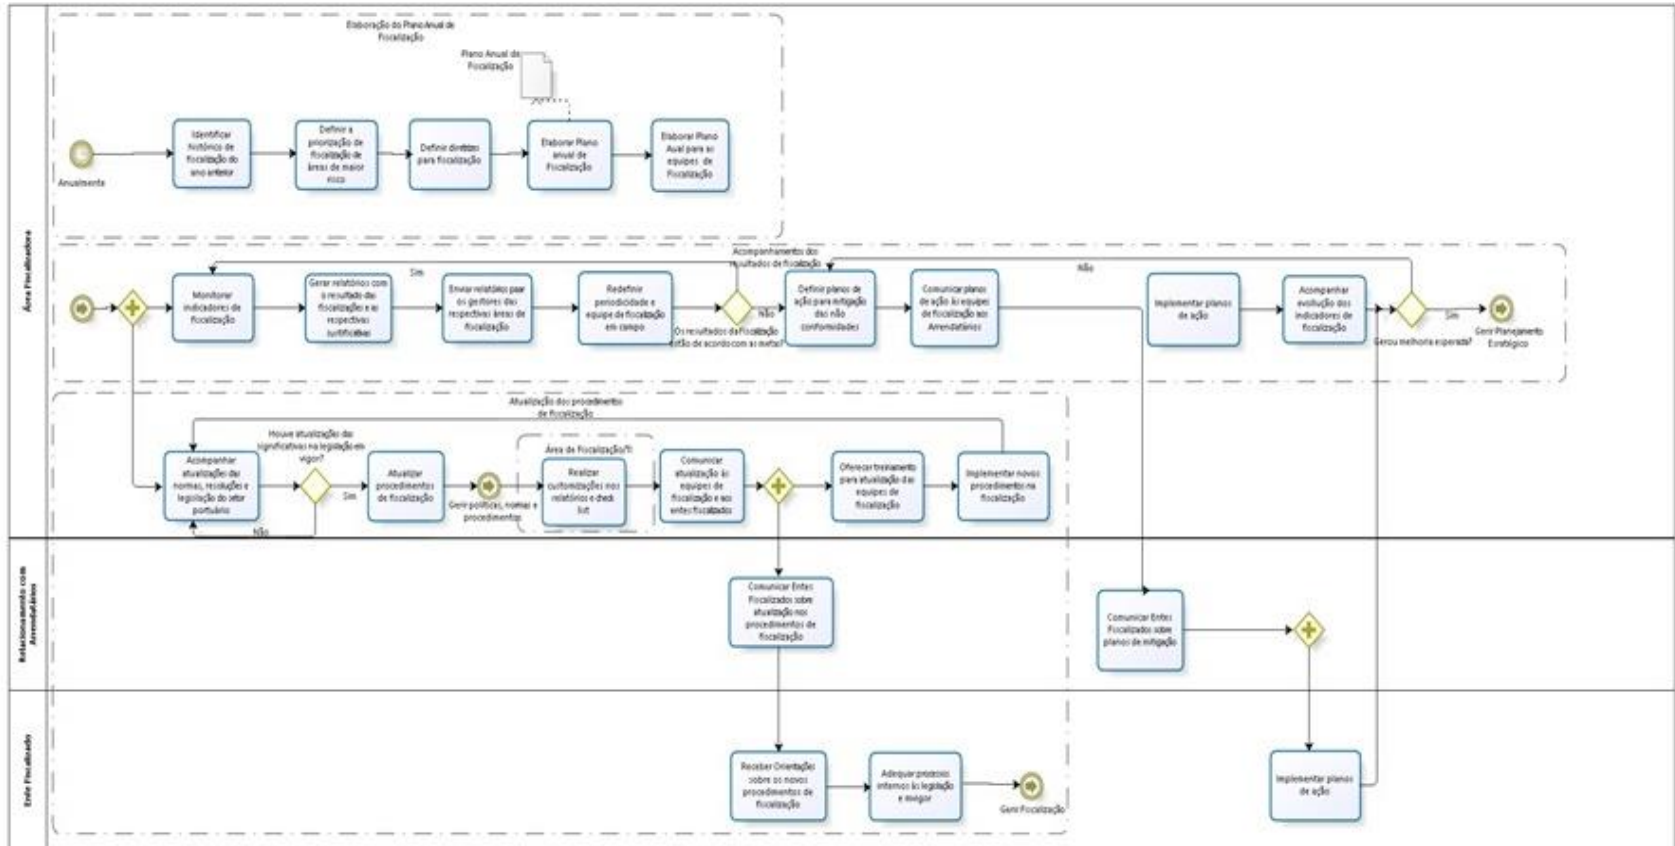 Elaboração do Plano Anual de
Fiscalização
Plano Anual de
Fiscalização
Anualmente
Identificar
histórico de
fiscalização do
ano anterior
Definir a
priorização de
fiscalização de
áreas de maior
risco
Definir diretrizes
para fiscalização
Elaborar Plano
anual de
Fiscalização
Elaborar Plano
Aual para as
equipes de
Fiscalização
Área Fiscalizadora
Acompanhamentos dos
resultados de fiscalização
Sim
Não
Monitorar
indicadores de
fiscalização
Gerar relatórios com
o resultado das
fiscalizações e as
respectivas
justificativas
Enviar relatórios paar
os gestores das
respectivas áreas de
fiscalização
Redefinir
periodicidade e
equipe de fiscalização
em campo
Não
Os resultados da fiscalização
estão de acordo com as metas?
Definir planos de
ação para mitigação
das não
conformidades
Comunicar planos
de ação às equipes
de fiscalização aos
Arrendatários
Implementar planos
de ação
Acompanhar
evolução dos
indicadores de
fiscalização
Gerou melhoria esperada?
Sim
Gerir Planejamento
Estratégico
Atualização dos procedimentos
de fiscalização
Houve atualizações das
significativas na legislação em
vigor?
Acompanhar
atualizações das
normas, resoluções e
legislação do setor
portuário
Sim
Não
Atualizar
procedimentos
de fiscalização
Gerir políticas, normas e
procedimentos
Área de Fiscalização/TI
Realizar
customizações nos
relatórios e check
list
Comunicar
atualização às
equipes de
fiscalização e aos
entes fiscalizados
Oferecer treinamento
para atualização das
equipes de
fiscalização
Implementar novos
procedimentos na
fiscalização
Relacionamento com
Arrendatários
Comunicar Entes
Fiscalizados sobre
atualização nos
procedimentos de
fiscalização
Comunicar Entes
Fiscalizados sobre
planos de mitigação
Ente Fiscalizado
Receber Orientações
sobre os novos
procedimentos de
fiscalização
Adequar processos
internos às legislação
e
Gerir Fiscalização
Implementar planos
de ação